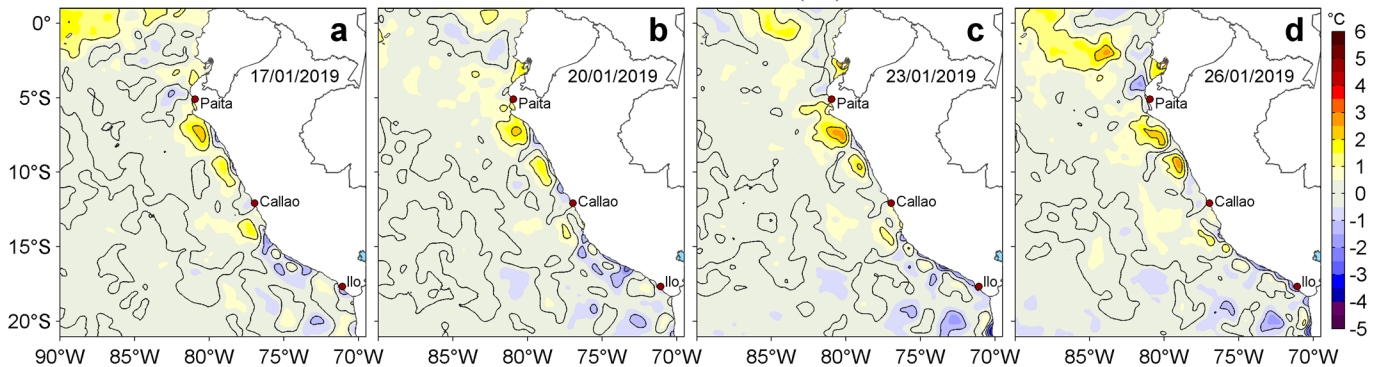 a
b
c
d
°C
17/01/2019
20/01/2019
23/01/2019
26/01/2019
Paita
Callao
Ilo
Paita
Callao
Ilo
Paita
Callao
Ilo
Paita
Callao
Ilo
0°
5°S
10°S
15°S
20°S
90°W 85°W 80°W 75°W 70°W
85°W 80°W 75°W 70°W
85°W 80°W 75°W 70°W
85°W 80°W 75°W 70°W
6
5
4
3
2
1
0
-1
-2
-3
-4
-5